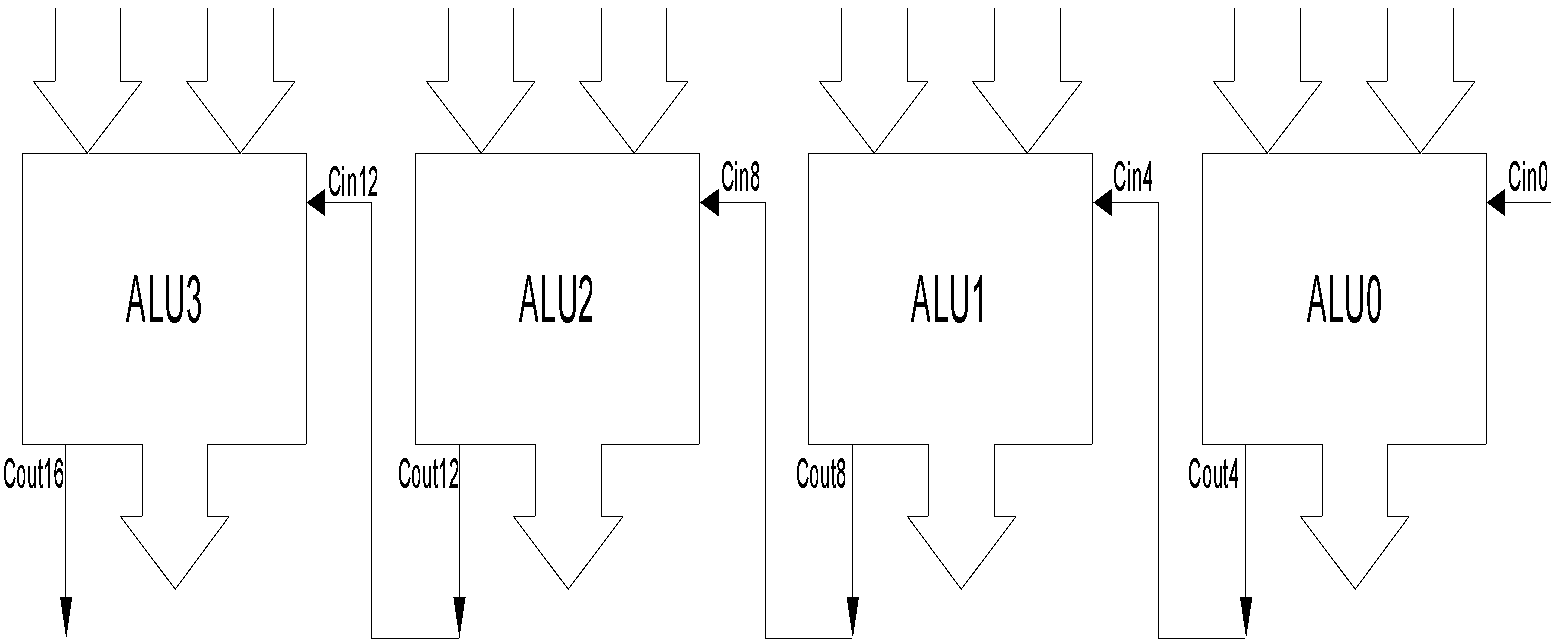 Cin12
Cin8
Cin4
Cin0
ALU3
ALU2
ALU1
ALU0
Cout16
Cout12
Cout8
Cout4